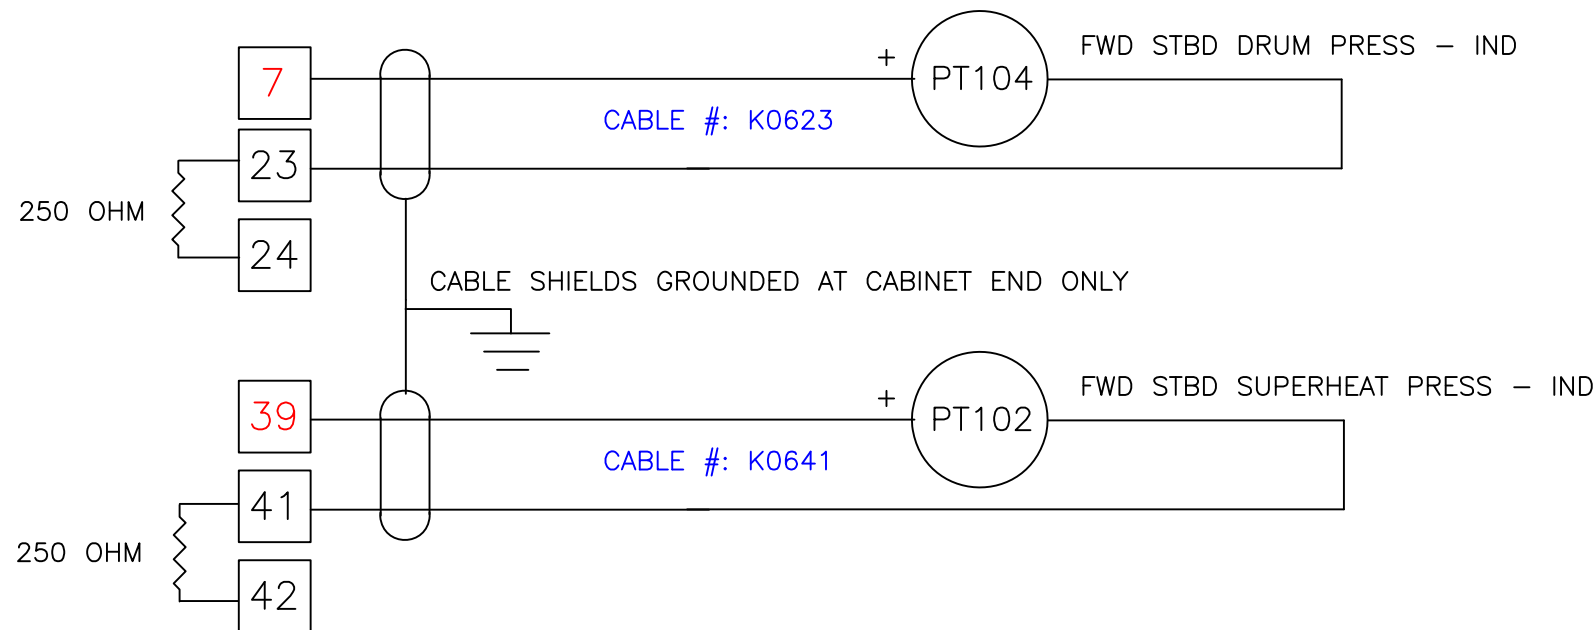 7
+
PT104
FWD STBD DRUM PRESS - IND
CABLE #: K0623
23
250 OHM
24
CABLE SHIELDS GROUNDED AT CABINET END ONLY
39
+
PT102
FWD STBD SUPERHEAT PRESS - IND
CABLE #: K0641
41
250 OHM
42